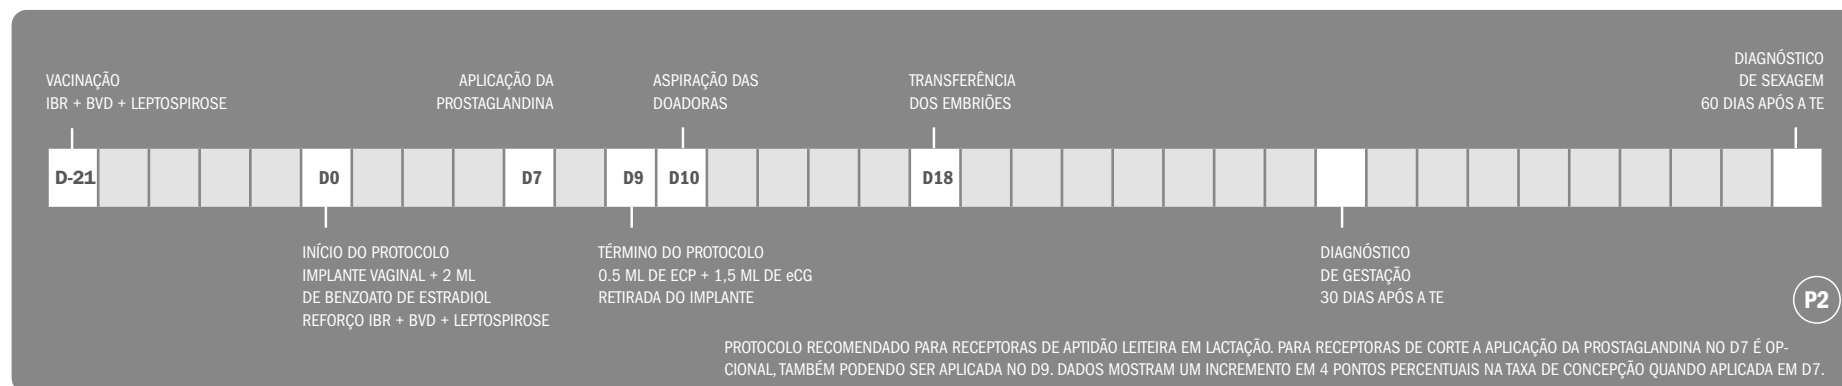 VACINAÇÃO
IBR + BVD + LEPTOSPIROSE
APLICAÇÃO DA
PROSTAGLANDINA
ASPIRAÇÃO DAS
DOADORAS
TRANSFERÊNCIA
DOS EMBRIÕES
DIAGNÓSTICO
DE SEXAGEM
60 DIAS APÓS A TE
D-21
D0
D7
D9
D10
D18
INÍCIO DO PROTOCOLO
IMPLANTE VAGINAL + 2 ML
DE BENZOATO DE ESTRADIOL
REFORÇO IBR + BVD + LEPTOSPIROSE
TÉRMINO DO PROTOCOLO
0.5 ML DE ECP + 1,5 ML DE eCG
RETIRADA DO IMPLANTE
DIAGNÓSTICO
DE GESTAÇÃO
30 DIAS APÓS A TE
P2
PROTOCOLO RECOMENDADO PARA RECEPTORAS DE APTIDÃO LEITEIRA EM LACTAÇÃO. PARA RECEPTORAS DE CORTE A APLICAÇÃO DA PROSTAGLANDINA NO D7 É OP-
CIONAL, TAMBÉM PODENDO SER APLICADA NO D9. DADOS MOSTRAM UM INCREMENTO EM 4 PONTOS PERCENTUAIS NA TAXA DE CONCEPÇÃO QUANDO APLICADA EM D7.